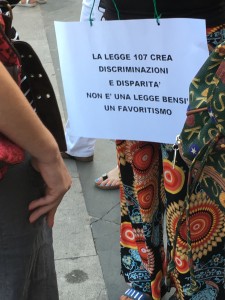 LA LEGGE 107 CREA
DISCRIMINAZIONI
E DISPARITA'
NON E' UNA LEGGE BENSI'
UN FAVORITISMO